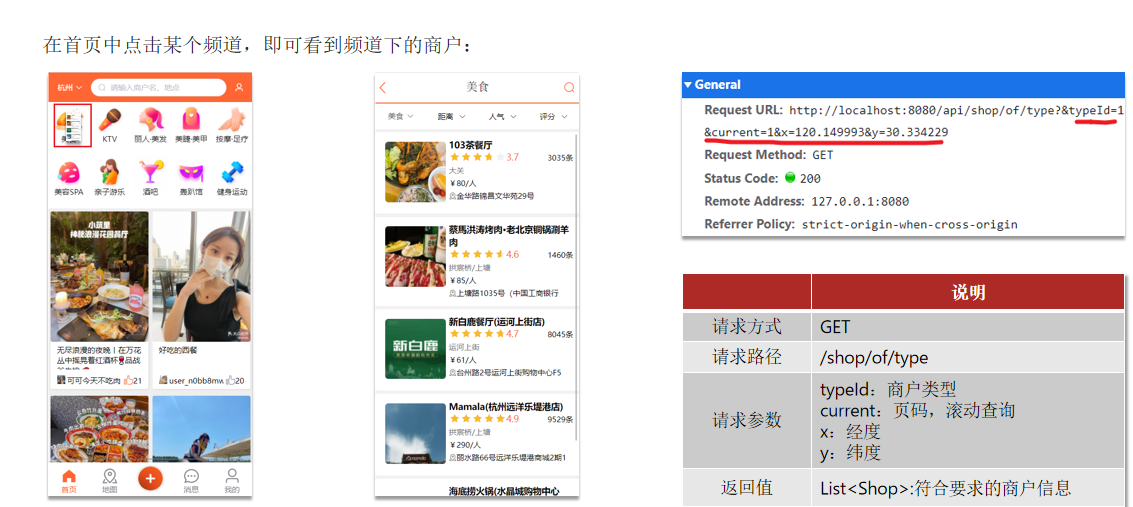 在首页中点击某个频道，即可看到频道下的商户：
杭州
请输入商户名、地点
美
KTV
丽人·美发
美睫·美甲
按摩·足疗
美容SPA
亲子游乐
酒吧
轰趴馆
健身运动
小筑里
神秘浪漫花园餐厅
无尽浪漫的夜晚丨在万花
丛中摇晃着红酒杯🍷品战
可可今天不吃肉
21
好吃的西餐
user_n0bb8mw
20
首页
地图
消息
我的
美食
美食
距离
人气
评分
103茶餐厅
3.7
3035条
大关
￥80/人
金华路锦昌文华苑29号
蔡馬洪涛烤肉·老北京铜锅涮羊
肉
4.6
1460条
拱宸桥/上塘
￥85/人
上塘路1035号（中国工商银行
新白鹿
新白鹿餐厅(运河上街店)
4.7
8045条
运河上街
￥61/人
台州路2号运河上街购物中心F5
Mamala(杭州远洋乐堤港店)
4.9
9529条
拱宸桥/上塘
￥290/人
丽水路66号远洋乐堤港商城2期1
海底捞火锅(水晶城购物中心
General
Request URL: http://localhost:8080/api/shop/of/type?&typeId=1
&current=1&x=120.149993&y=30.334229
Request Method: GET
Status Code: 200
Remote Address: 127.0.0.1:8080
Referrer Policy: strict-origin-when-cross-origin
说明
请求方式 GET
请求路径 /shop/of/type
请求参数
typeId：商户类型
current：页码，滚动查询
x：经度
y：纬度
返回值 List<Shop>:符合要求的商户信息